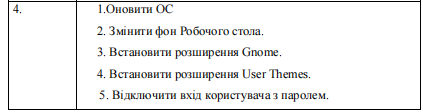 4. 1.Оновити ОС
2. Змінити фон Робочого стола.
3. Встановити розширення Gnome.
4. Встановити розширення User Themes.
5. Відключити вхід користувача з паролем.